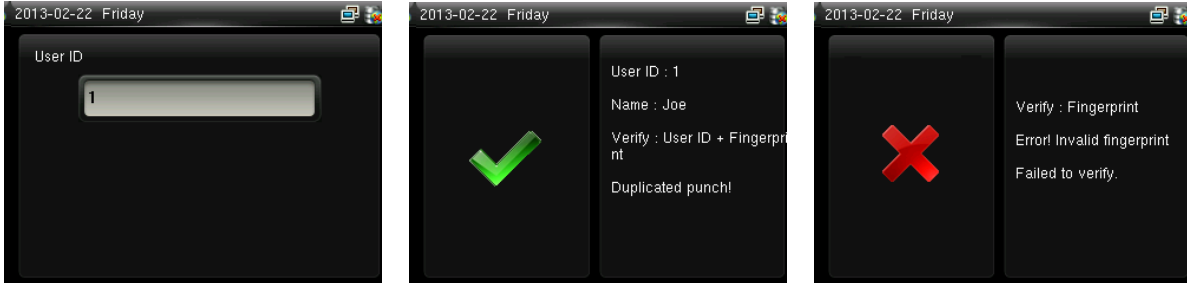 2013-02-22 Friday
User ID
1
2013-02-22 Friday
User ID : 1
Name : Joe
Verify : User ID + Fingerpri
nt
Duplicated punch!
2013-02-22 Friday
Verify : Fingerprint
Error! Invalid fingerprint
Failed to verify.